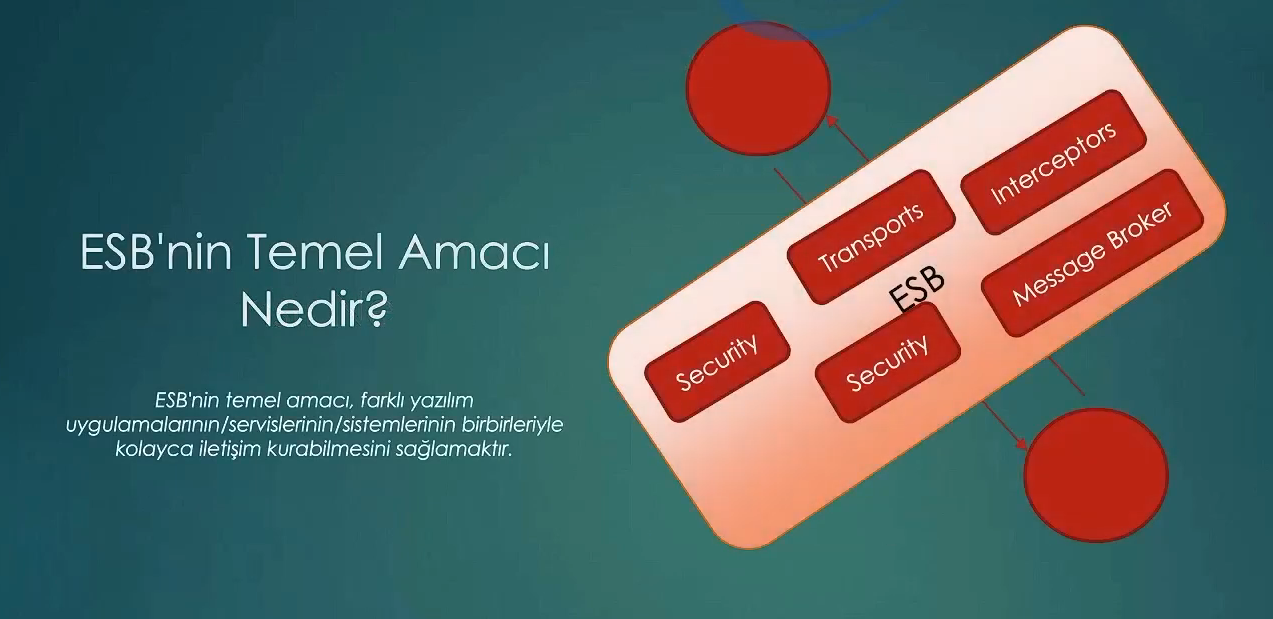 ESB'nin Temel Amacı
Nedir?
ESB'nin temel amacı, farklı yazılım
uygulamalarının/servislerinin/sistemlerinin birbirleriyle
kolayca iletişim kurabilmesini sağlamaktır.
Interceptors
Transports
Message Broker
ESB
Security
Security